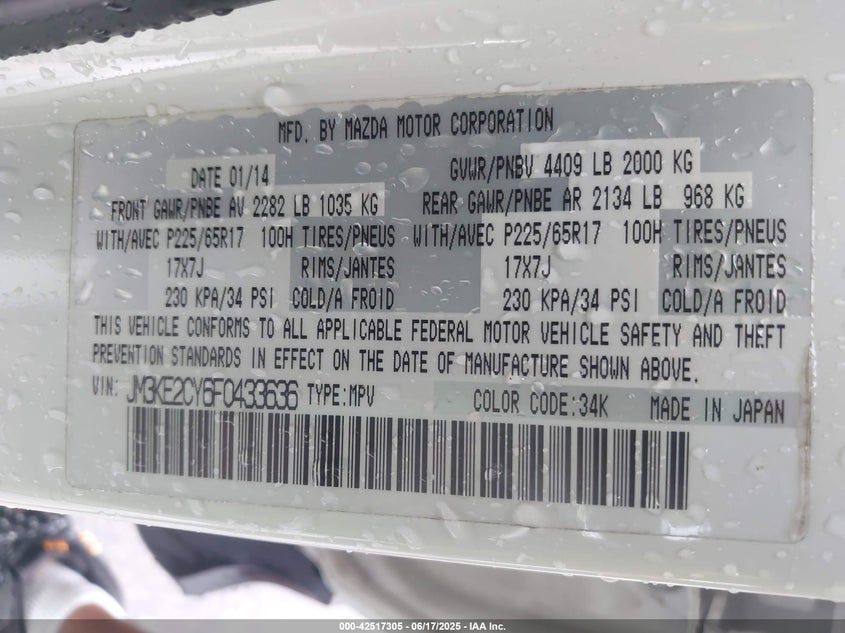 MFD. BY MAZDA MOTOR CORPORATION
DATE 01/14 GVWR/PNBV 4409 LB 2000 KG
FRONT GAWR/PNBE AV 2282 LB 1035 KG REAR GAWR/PNBE AR 2134 LB 968 KG
WITH/AVEC P225/65R17 100H TIRES/PNEUS WITH/AVEC P225/65R17 100H TIRES/PNEUS
17X7J RIMS/JANTES 17X7J RIMS/JANTES
230 KPA/34 PSI COLD/A FROID 230 KPA/34 PSI COLD/A FROID
THIS VEHICLE CONFORMS TO ALL APPLICABLE FEDERAL MOTOR VEHICLE SAFETY AND THEFT
PREVENTION STANDARDS IN EFFECT ON THE DATE OF MANUFACTURE SHOWN ABOVE.
VIN: JM3KE2CY6F0433636 TYPE:MPV COLOR CODE:34K MADE IN JAPAN
000-42517305 - 06/17/2025 - IAA Inc.